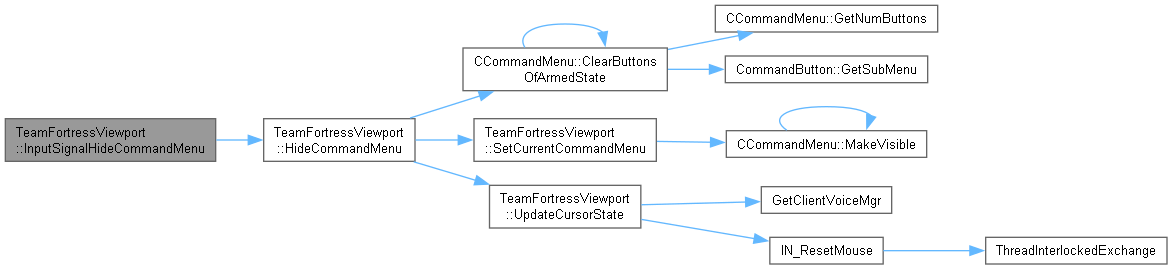 TeamFortressViewport
::InputSignalHideCommandMenu
TeamFortressViewport
::HideCommandMenu
CCommandMenu::ClearButtons
OfArmedState
CCommandMenu::GetNumButtons
CommandButton::GetSubMenu
TeamFortressViewport
::SetCurrentCommandMenu
CCommandMenu::MakeVisible
TeamFortressViewport
::UpdateCursorState
GetClientVoiceMgr
IN_ResetMouse
ThreadInterlockedExchange